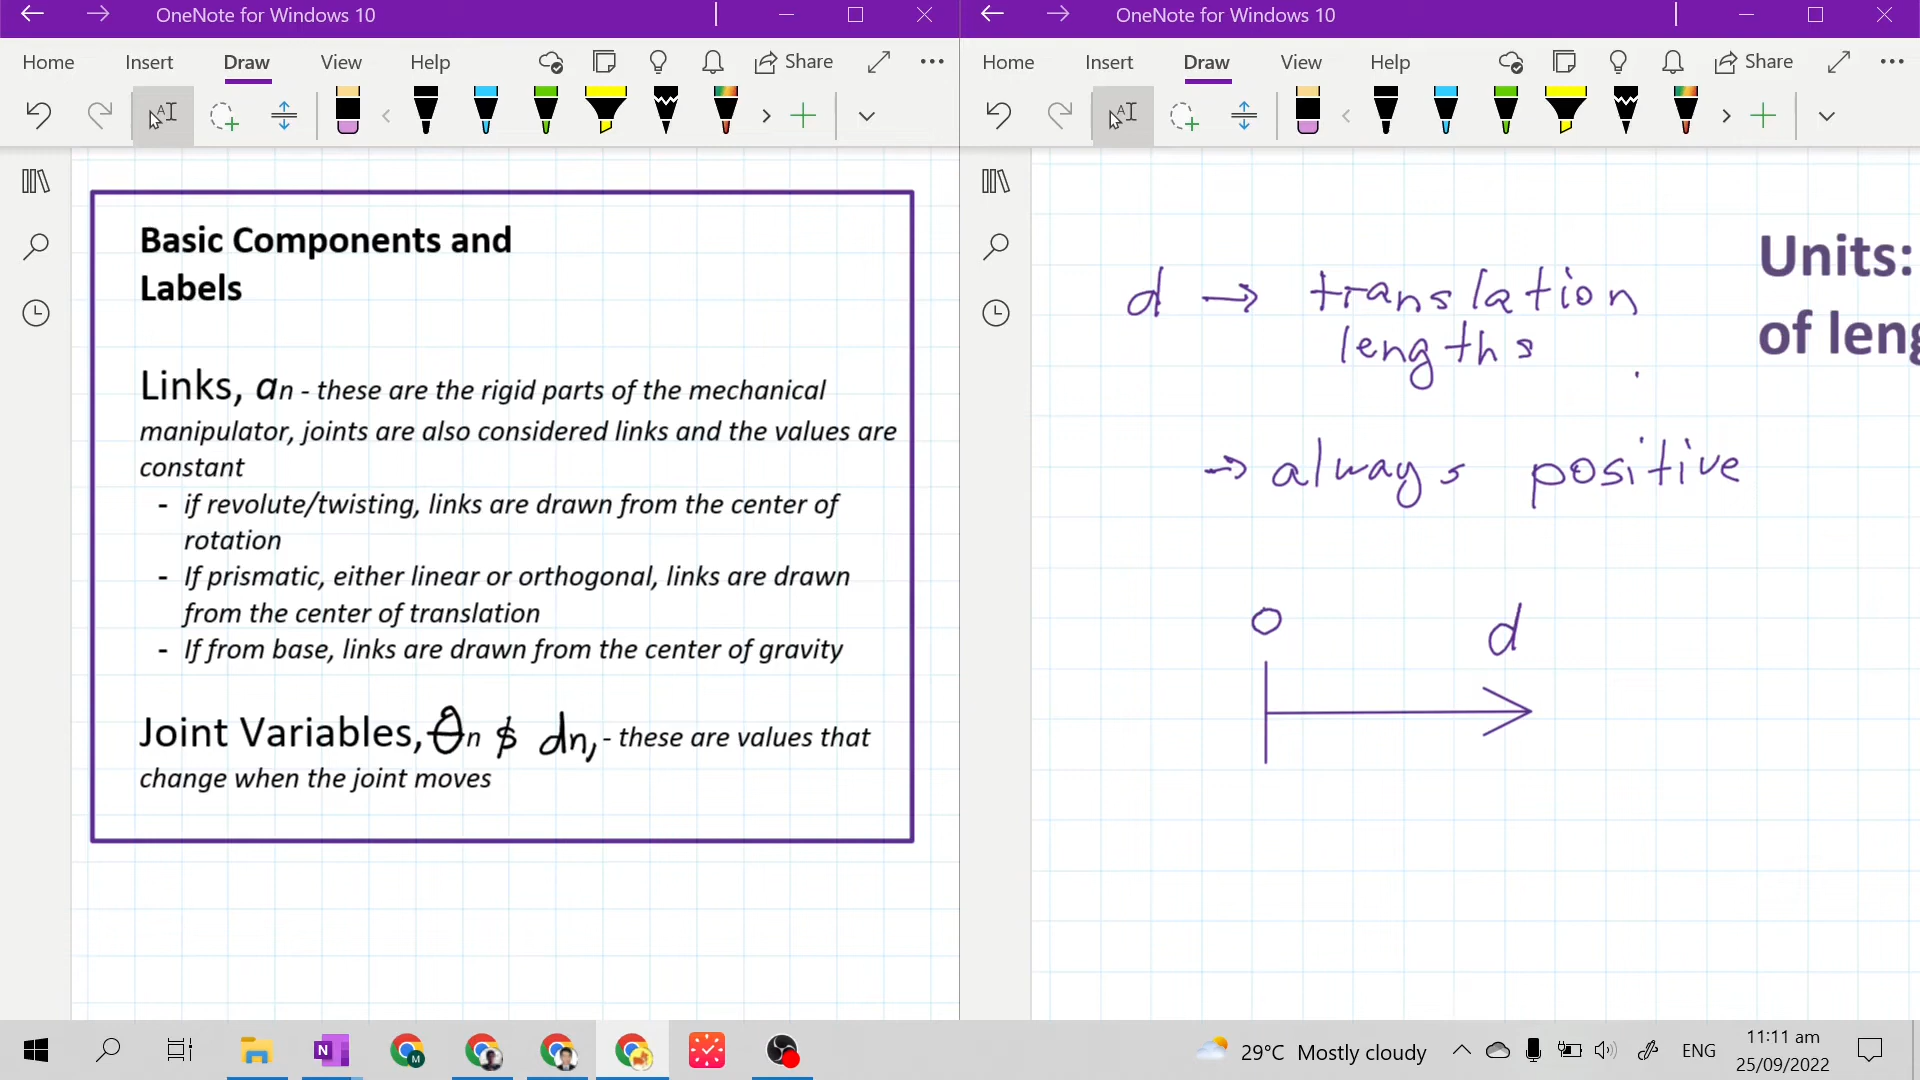 OneNote for Windows 10
Home Insert Draw View Help Share
Basic Components and
Labels
Links, an - these are the rigid parts of the mechanical
manipulator, joints are also considered links and the values are
constant
- if revolute/twisting, links are drawn from the center of
rotation
- If prismatic, either linear or orthogonal, links are drawn
from the center of translation
- If from base, links are drawn from the center of gravity
Joint Variables, θn $ dn, - these are values that
change when the joint moves
OneNote for Windows 10
Home Insert Draw View Help Share
Units:
of leng
d → translation
lengths
→ always positive
0 d
29°C Mostly cloudy
ENG
11:11 am
25/09/2022